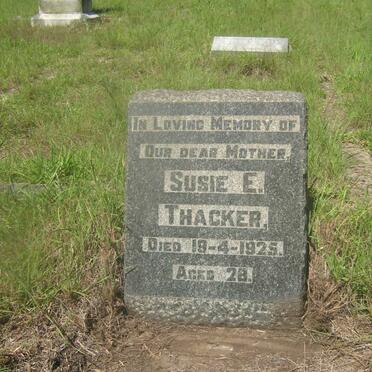 In Loving Memory of
Our Dear Mother
Susie E.
Thacker.
Died 19-4-1925.
Aged 28.